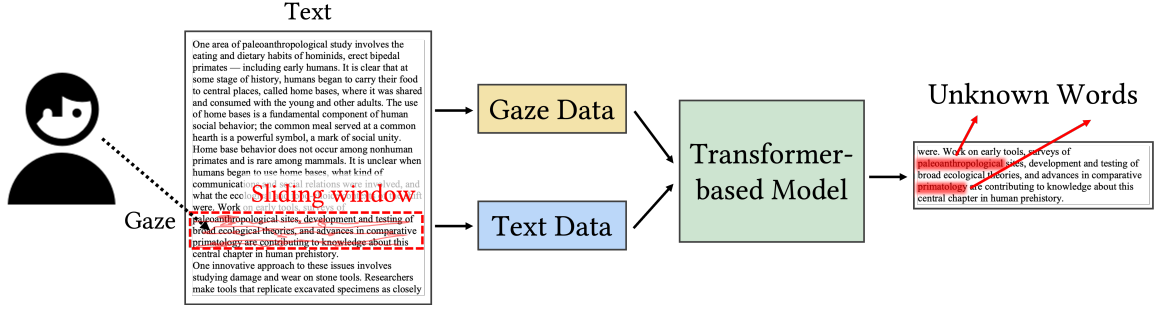 Text
One area of paleoanthropological study involves the
eating and dietary habits of hominids, erect bipedal
primates — including early humans. It is clear that at
some stage of history, humans began to carry their food
to central places, called home bases, where it was shared
and consumed with the young and other adults. The use
of home bases is a fundamental component of human
social behavior; the common meal served at a common
hearth is a powerful symbol, a mark of social unity.
Home base behavior does not occur among nonhuman
primates and is rare among mammals. It is unclear when
humans began to use home bases, what kind of
communications and social relations were involved, and
what the
Sliding window
were. Work on early tools, surveys of
paleoanthropological sites, development and testing of
broad ecological theories, and advances in comparative
primatology are contributing to knowledge about this
central chapter in human prehistory.
One innovative approach to these issues involves
studying damage and wear on stone tools. Researchers
make tools that replicate excavated specimens as closely
Gaze
Gaze Data
Text Data
Transformer-
based Model
Unknown Words
were. Work on early tools, surveys of
paleoanthropological sites, development and testing of
broad ecological theories, and advances in comparative
primatology are contributing to knowledge about this
central chapter in human prehistory.